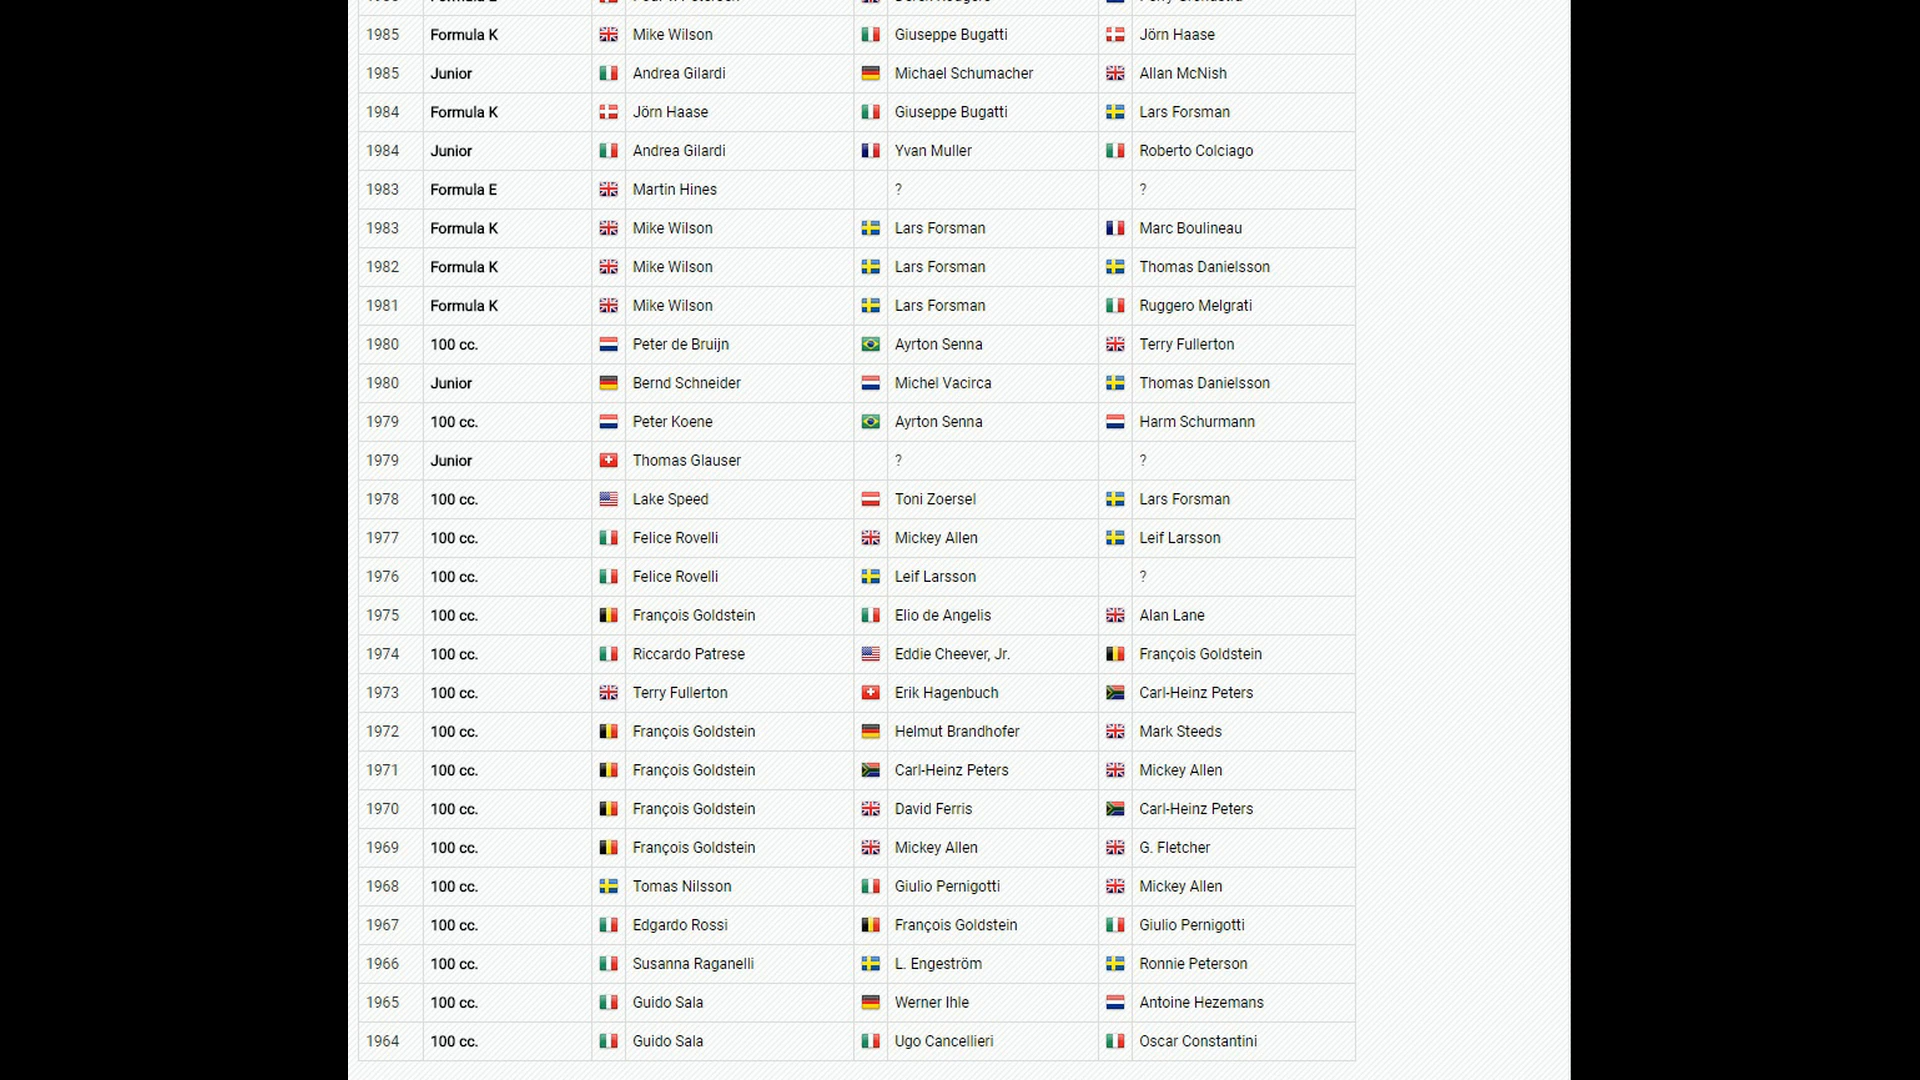 1985 Formula K Mike Wilson Giuseppe Bugatti Jörn Haase
1985 Junior Andrea Gilardi Michael Schumacher Allan McNish
1984 Formula K Jörn Haase Giuseppe Bugatti Lars Forsman
1984 Junior Andrea Gilardi Yvan Muller Roberto Colciago
1983 Formula E Martin Hines ? ?
1983 Formula K Mike Wilson Lars Forsman Marc Boulineau
1982 Formula K Mike Wilson Lars Forsman Thomas Danielsson
1981 Formula K Mike Wilson Lars Forsman Ruggero Melgrati
1980 100 cc. Peter de Bruijn Ayrton Senna Terry Fullerton
1980 Junior Bernd Schneider Michel Vacirca Thomas Danielsson
1979 100 cc. Peter Koene Ayrton Senna Harm Schurmann
1979 Junior Thomas Glauser ? ?
1978 100 cc. Lake Speed Toni Zoersel Lars Forsman
1977 100 cc. Felice Rovelli Mickey Allen Leif Larsson
1976 100 cc. Felice Rovelli Leif Larsson ?
1975 100 cc. François Goldstein Elio de Angelis Alan Lane
1974 100 cc. Riccardo Patrese Eddie Cheever, Jr. François Goldstein
1973 100 cc. Terry Fullerton Erik Hagenbuch Carl-Heinz Peters
1972 100 cc. François Goldstein Helmut Brandhofer Mark Steeds
1971 100 cc. François Goldstein Carl-Heinz Peters Mickey Allen
1970 100 cc. François Goldstein David Ferris Carl-Heinz Peters
1969 100 cc. François Goldstein Mickey Allen G. Fletcher
1968 100 cc. Tomas Nilsson Giulio Pernigotti Mickey Allen
1967 100 cc. Edgardo Rossi François Goldstein Giulio Pernigotti
1966 100 cc. Susanna Raganelli L. Engeström Ronnie Peterson
1965 100 cc. Guido Sala Werner Ihle Antoine Hezemans
1964 100 cc. Guido Sala Ugo Cancellieri Oscar Constantini